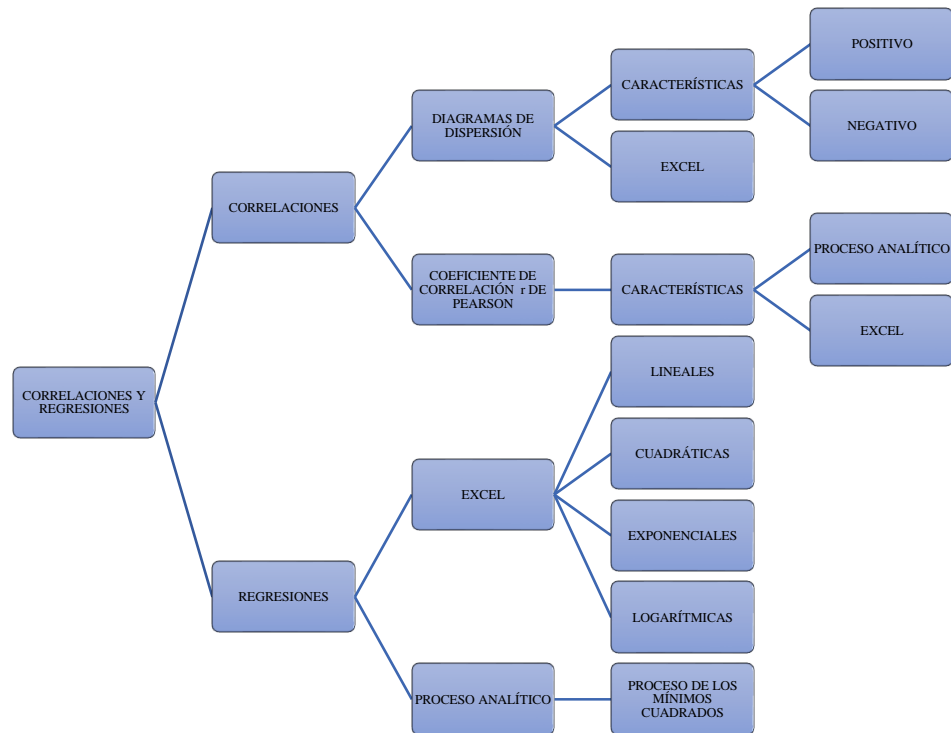 POSITIVO
CARACTERÍSTICAS
DIAGRAMAS DE
DISPERSIÓN
NEGATIVO
EXCEL
CORRELACIONES
PROCESO ANALÍTICO
COEFICIENTE DE
CORRELACIÓN r DE
PEARSON
CARACTERÍSTICAS
EXCEL
LINEALES
CORRELACIONES Y
REGRESIONES
CUADRÁTICAS
EXCEL
EXPONENCIALES
REGRESIONES
LOGARÍTMICAS
PROCESO ANALÍTICO
PROCESO DE LOS
MÍNIMOS
CUADRADOS